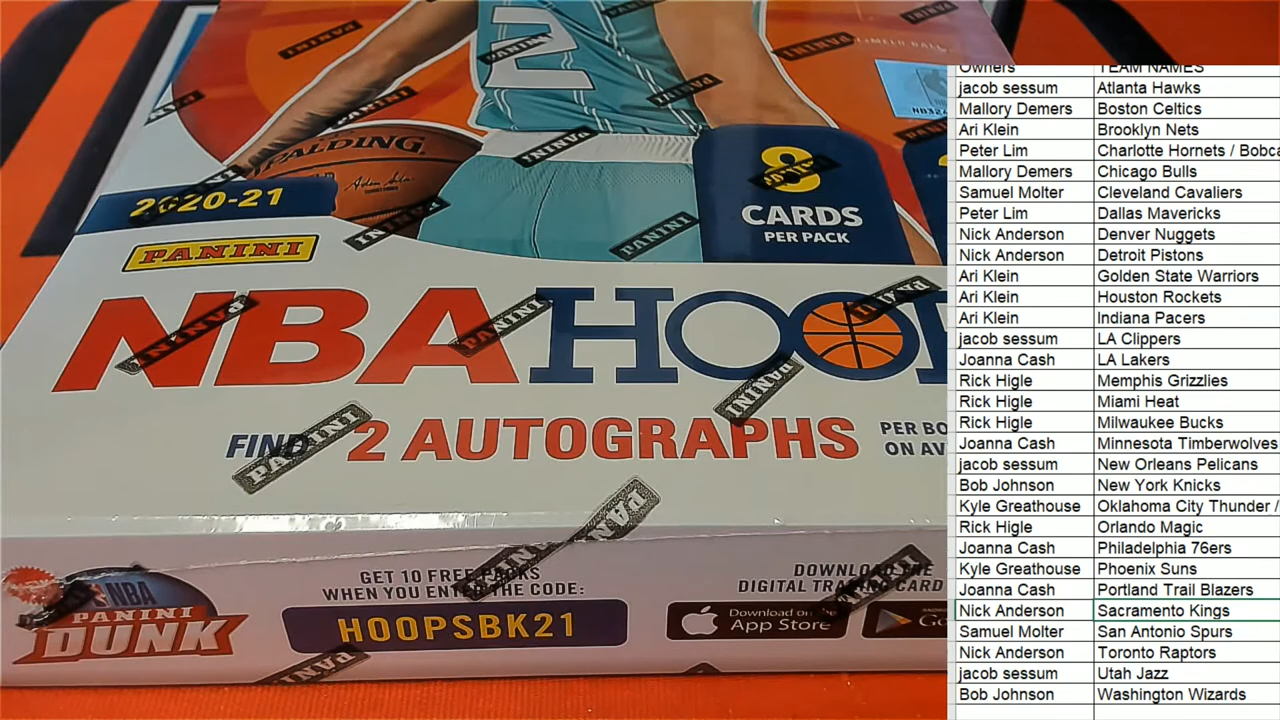 2
LAMELO BALL
SPALDING
8
CARDS
PER PACK
2020-21
PANINI
NBA HOO
FIND 2 AUTOGRAPHS PER BO
ON AV
NBA
PANINI
DUNK
GET 10 FREE PACKS
WHEN YOU ENTER THE CODE:
HOOPSBK21
DOWNLOAD THE
DIGITAL TRADING CARD
Download on the
App Store
Go
Owners TEAM NAMES
jacob sessum Atlanta Hawks
Mallory Demers Boston Celtics
Ari Klein Brooklyn Nets
Peter Lim Charlotte Hornets / Bobca
Mallory Demers Chicago Bulls
Samuel Molter Cleveland Cavaliers
Peter Lim Dallas Mavericks
Nick Anderson Denver Nuggets
Nick Anderson Detroit Pistons
Ari Klein Golden State Warriors
Ari Klein Houston Rockets
Ari Klein Indiana Pacers
jacob sessum LA Clippers
Joanna Cash LA Lakers
Rick Higle Memphis Grizzlies
Rick Higle Miami Heat
Rick Higle Milwaukee Bucks
Joanna Cash Minnesota Timberwolves
jacob sessum New Orleans Pelicans
Bob Johnson New York Knicks
Kyle Greathouse Oklahoma City Thunder /
Rick Higle Orlando Magic
Joanna Cash Philadelphia 76ers
Kyle Greathouse Phoenix Suns
Joanna Cash Portland Trail Blazers
Nick Anderson Sacramento Kings
Samuel Molter San Antonio Spurs
Nick Anderson Toronto Raptors
jacob sessum Utah Jazz
Bob Johnson Washington Wizards